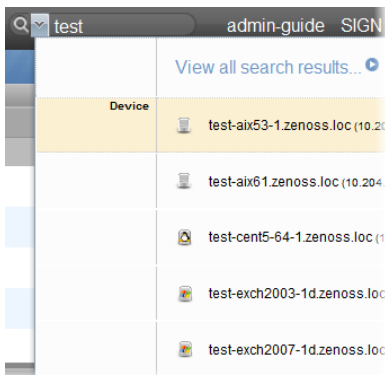 test admin-guide SIGN
View all search results...
Device
test-aix53-1.zenoss.loc (10.20
test-aix61.zenoss.loc (10.204.
test-cent5-64-1.zenoss.loc (1
test-exch2003-1d.zenoss.loc
test-exch2007-1d.zenoss.loc